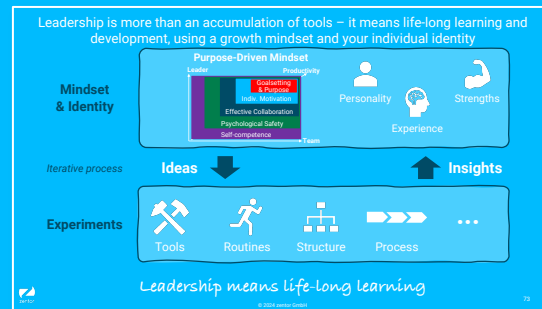 Leadership is more than an accumulation of tools – it means life-long learning and
development, using a growth mindset and your individual identity
Purpose-Driven Mindset
Leader
Productivity
Goalsetting
& Purpose
Indiv. Motivation
Effective Collaboration
Psychological Safety
Self-competence
Team
Mindset
& Identity
Personality
Strengths
Experience
Iterative process
Ideas
Insights
Experiments
Tools
Routines
Structure
Process
...
Leadership means life-long learning
zentor
© 2024 zentor GmbH
73